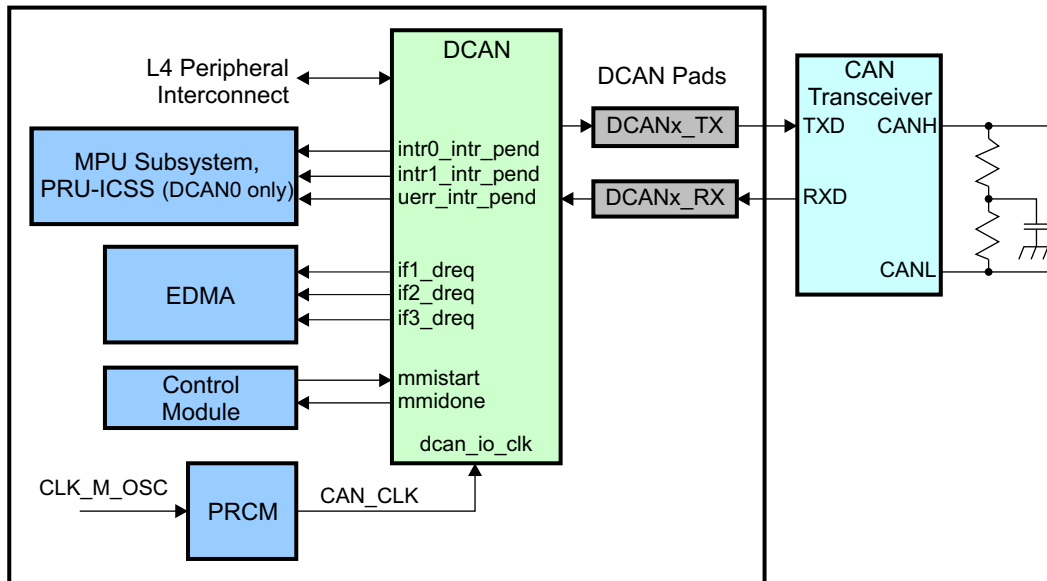 DCAN
L4 Peripheral
Interconnect
DCAN Pads
CAN
Transceiver
DCANx_TX
TXD
CANH
MPU Subsystem,
PRU-ICSS (DCAN0 only)
intr0_intr_pend
intr1_intr_pend
uerr_intr_pend
DCANx_RX
RXD
CANL
EDMA
if1_dreq
if2_dreq
if3_dreq
Control
Module
mmistart
mmidone
dcan_io_clk
CLK_M_OSC
PRCM
CAN_CLK